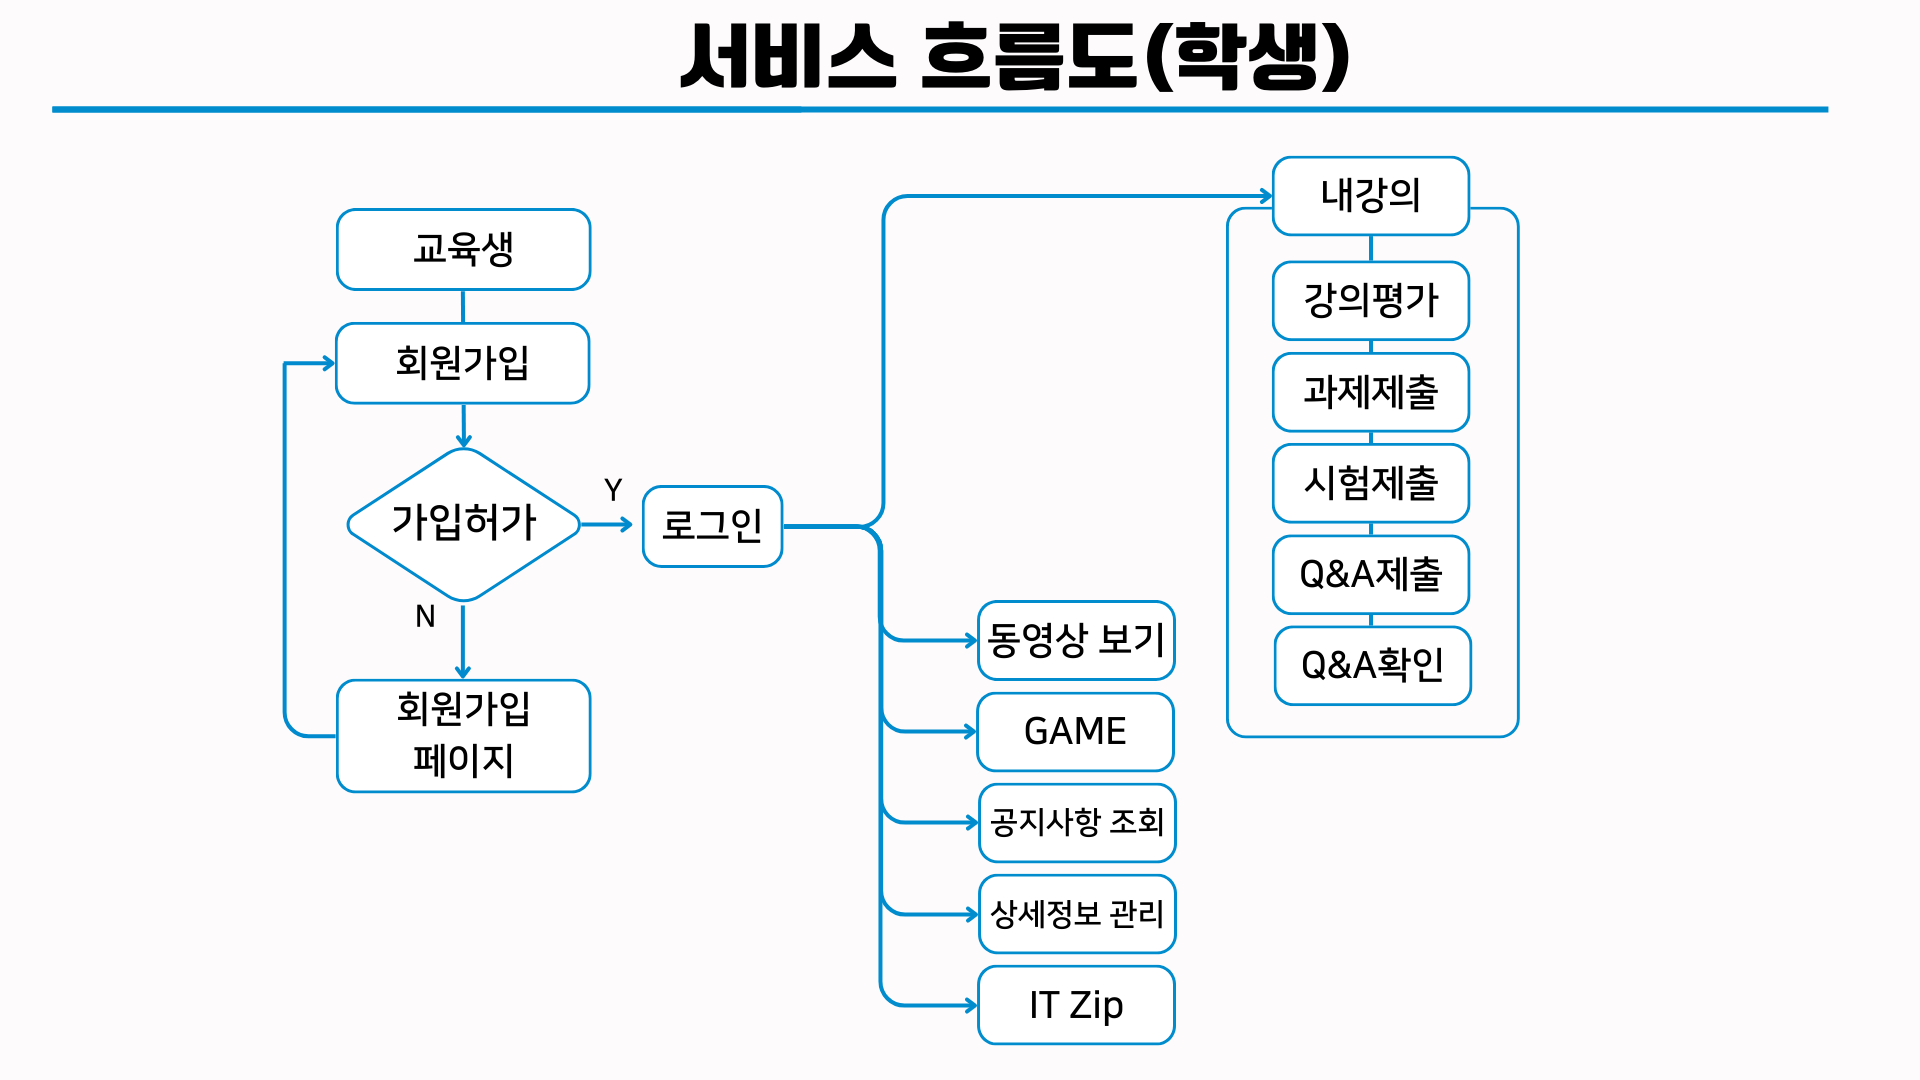 서비스 흐름도(학생)
교육생
회원가입
가입허가
Y
N
회원가입
페이지
로그인
내강의
강의평가
과제제출
시험제출
Q&A제출
Q&A확인
동영상 보기
GAME
공지사항 조회
상세정보 관리
IT Zip